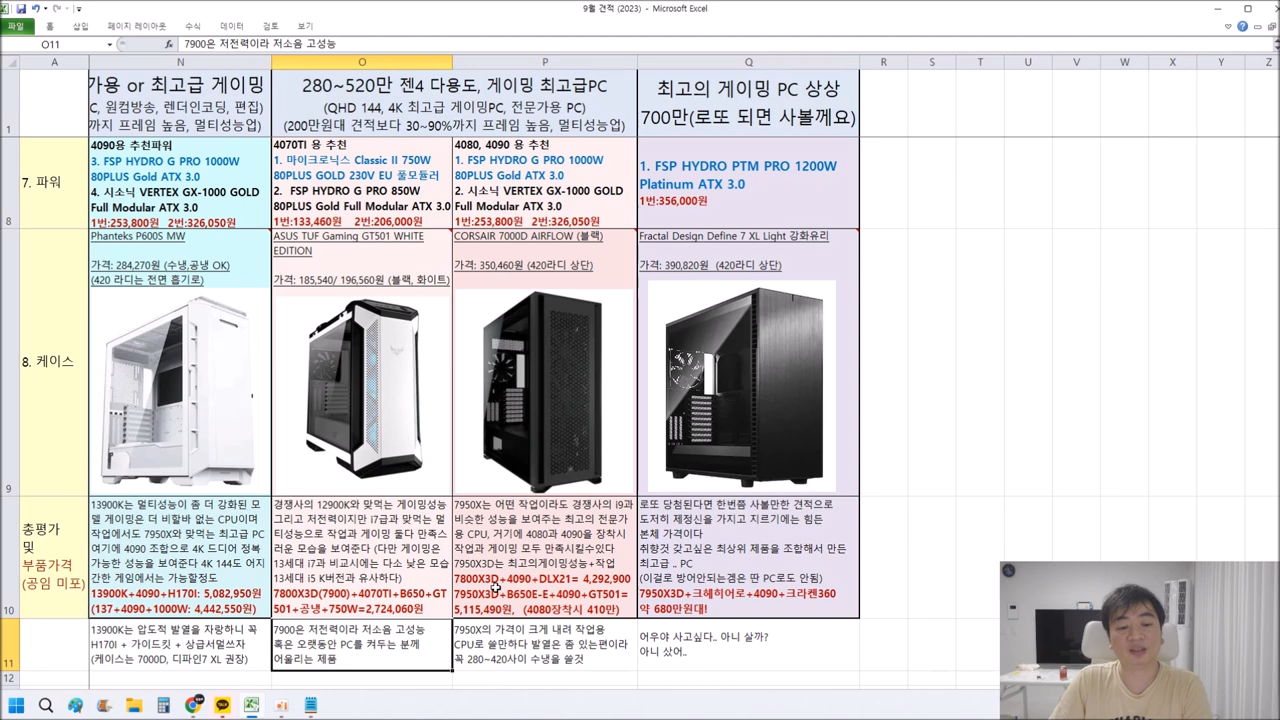 9월 견적 (2023) - Microsoft Excel
파일 홈 삽입 페이지 레이아웃 수식 데이터 검토 보기
O11 fx 7900은 저전력이라 저소음 고성능
A N O P Q R S T U V W X Y Z
1
가용 or 최고급 게이밍
C, 원컴방송, 렌더인코딩, 편집)
까지 프레임 높음, 멀티성능업)
280~520만 젠4 다용도, 게이밍 최고급PC
(QHD 144, 4K 최고급 게이밍PC, 전문가용 PC)
(200만원대 견적보다 30~90%까지 프레임 높음, 멀티성능업)
최고의 게이밍 PC 상상
700만(로또 되면 사볼께요)
8
7. 파워
4090용 추천파워
3. FSP HYDRO G PRO 1000W
80PLUS Gold ATX 3.0
4. 시소닉 VERTEX GX-1000 GOLD
Full Modular ATX 3.0
1번:253,800원 2번:326,050원
4070TI 용 추천
1. 마이크로닉스 Classic II 750W
80PLUS GOLD 230V EU 풀모듈러
2. FSP HYDRO G PRO 850W
80PLUS Gold Full Modular ATX 3.0
1번:133,460원 2번:206,000원
4080, 4090 용 추천
1. FSP HYDRO G PRO 1000W
80PLUS Gold ATX 3.0
2. 시소닉 VERTEX GX-1000 GOLD
Full Modular ATX 3.0
1번:253,800원 2번:326,050원
1. FSP HYDRO PTM PRO 1200W
Platinum ATX 3.0
1번:356,000원
9
8. 케이스
Phanteks P600S MW
가격: 284,270원 (수냉,공냉 OK)
(420 라디는 전면 흡기로)
ASUS TUF Gaming GT501 WHITE
EDITION
가격: 185,540/ 196,560원 (블랙, 화이트)
CORSAIR 7000D AIRFLOW (블랙)
가격: 350,460원 (420라디 상단)
Fractal Design Define 7 XL Light 강화유리
가격: 390,820원 (420라디 상단)
10
총평가
및
부품가격
(공임 미포)
13900K는 멀티성능이 좀 더 강화된 모
델 게이밍은 더 비할바 없는 CPU이며
작업에서도 7950X와 맞먹는 최고급 PC
여기에 4090 조합으로 4K 드디어 정복
가능한 성능을 보여준다 4K 144도 어지
간한 게임에서는 가능할정도
13900K+4090+H170I: 5,082,950원
(137+4090+1000W: 4,442,550원)
경쟁사의 12900K와 맞먹는 게이밍성능
그리고 저전력이지만 i7급과 맞먹는 멀
티성능으로 작업과 게이밍 둘다 만족스
러운 모습을 보여준다 (다만 게이밍은
13세대 i7과 비교시에는 다소 낮은 모습
13세대 i5 K버전과 유사하다)
7800X3D(7900)+4070TI+B650+GT
501+공냉+750W=2,724,060원
7950X는 어떤 작업이라도 경쟁사의 i9과
비슷한 성능을 보여주는 최고의 전문가
용 CPU, 거기에 4080과 4090을 장착시
작업과 게이밍 모두 만족시킬수있다
7950X3D는 최고의게이밍성능+작업
7800X3D+4090+DLX21= 4,292,900
7950X3D+B650E-E+4090+GT501=
5,115,490원, (4080장착시 410만)
로또 당첨된다면 한번쯤 사볼만한 견적으로
도저히 제정신을 가지고 지르기에는 힘든
본체 가격이다
취향것 갖고싶은 최상위 제품을 조합해서 만든
최고급 .. PC
(이걸로 방어안되는겜은 딴 PC로도 안됨)
7950X3D+크헤히어로+4090+크라켄360
약 680만원대!
11
13900K는 압도적 발열을 자랑하니 꼭
H170I + 가이드킷 + 상급서멀쓰자
(케이스는 7000D, 디파인7 XL 권장)
7900은 저전력이라 저소음 고성능
혹은 오랫동안 PC를 켜두는 분께
어울리는 제품
7950X의 가격이 크게 내려 작업용
CPU로 쓸만하다 발열은 좀 있는편이라
꼭 280~420사이 수냉을 쓸것
어우야 사고싶다.. 아니 살까?
아니 샀어..
12